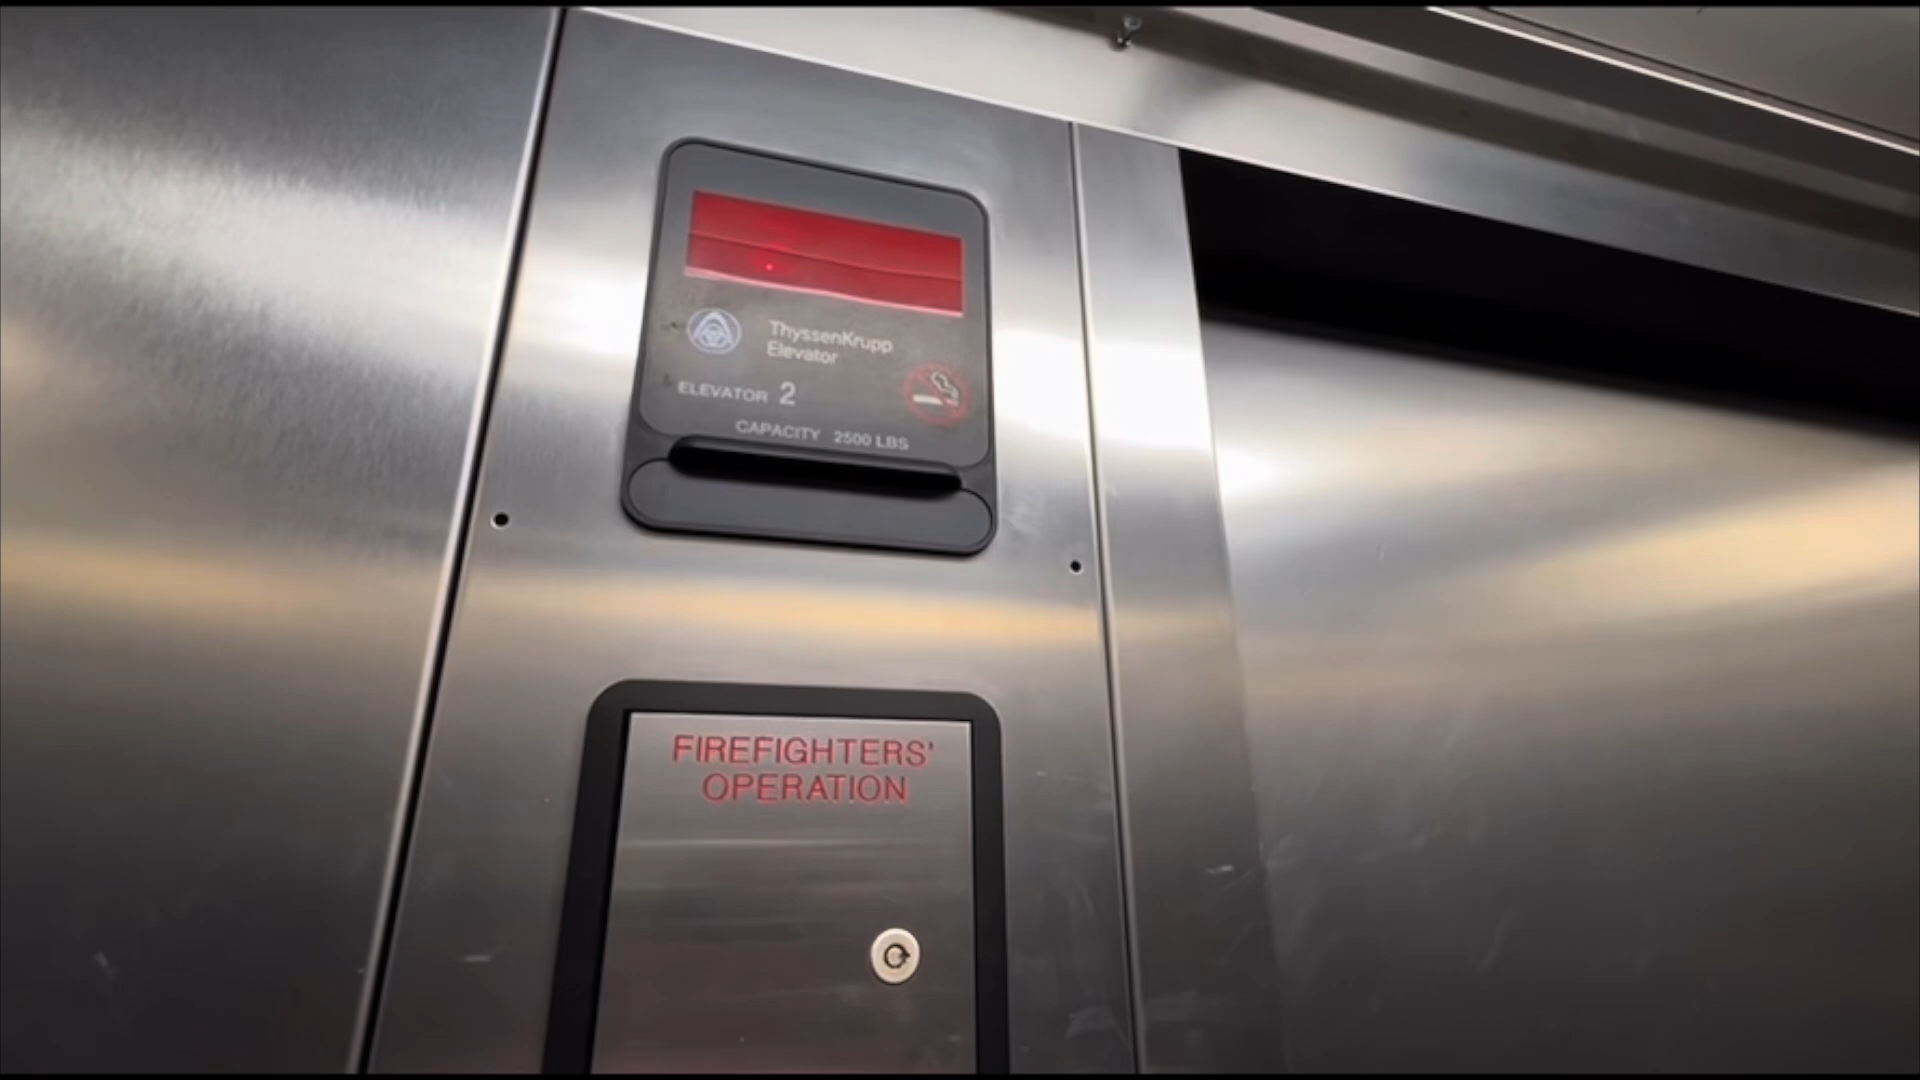 ThyssenKrupp
Elevator
ELEVATOR 2
CAPACITY 2500 LBS
FIREFIGHTERS'
OPERATION